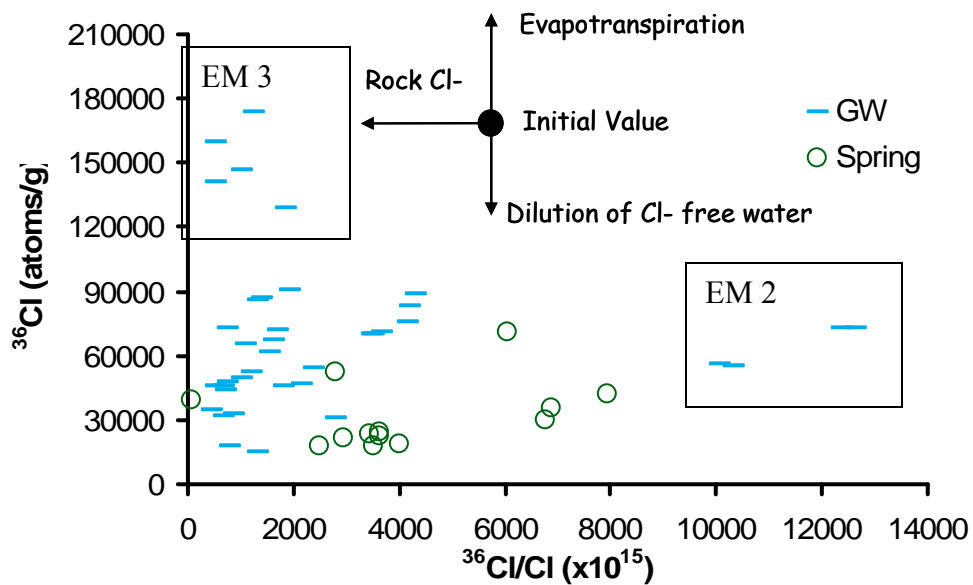 210000
180000
150000
120000
90000
60000
30000
0
³⁶Cl (atoms/g)
EM 3
Rock Cl-
Evapotranspiration
Initial Value
Dilution of Cl- free water
GW
Spring
EM 2
0 2000 4000 6000 8000 10000 12000 14000
³⁶Cl/Cl (x10¹⁵)